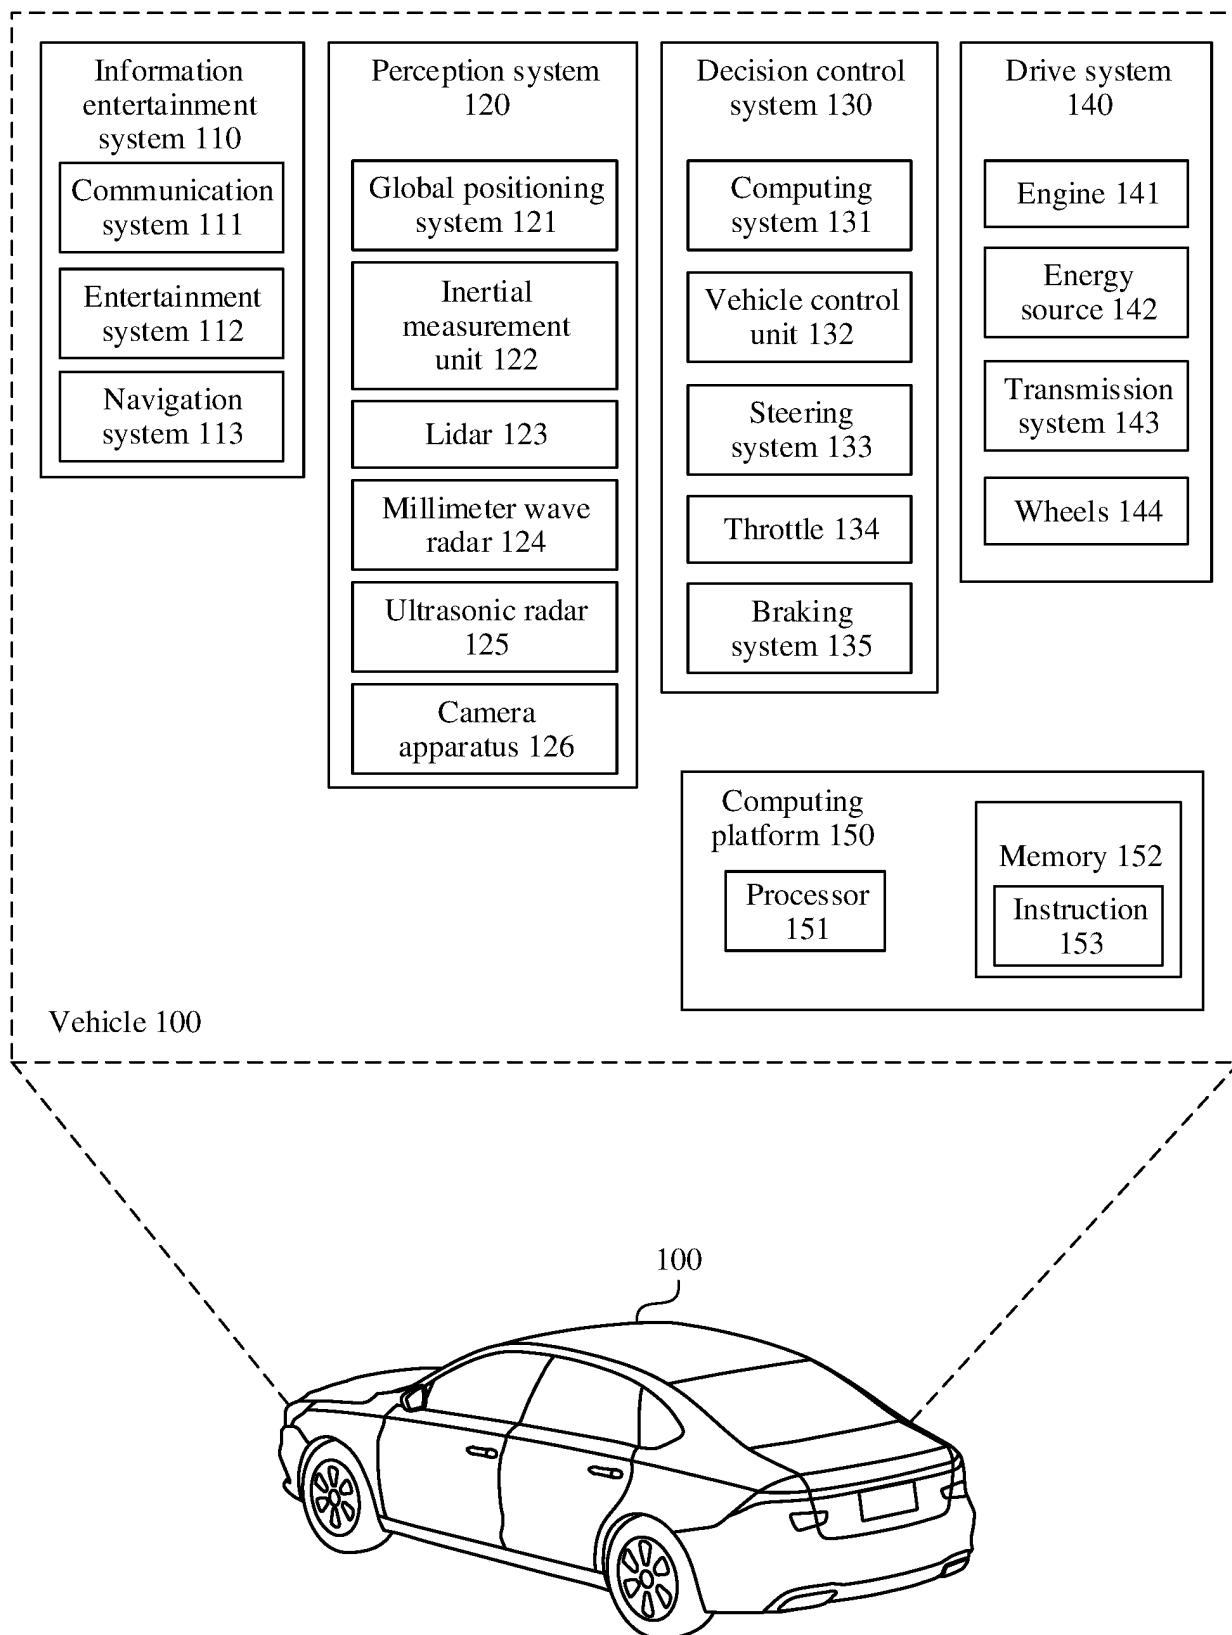 Information
entertainment
system 110
Communication
system 111
Entertainment
system 112
Navigation
system 113
Perception system
120
Global positioning
system 121
Inertial
measurement
unit 122
Lidar 123
Millimeter wave
radar 124
Ultrasonic radar
125
Camera
apparatus 126
Decision control
system 130
Computing
system 131
Vehicle control
unit 132
Steering
system 133
Throttle 134
Braking
system 135
Drive system
140
Engine 141
Energy
source 142
Transmission
system 143
Wheels 144
Computing
platform 150
Processor
151
Memory 152
Instruction
153
Vehicle 100
100